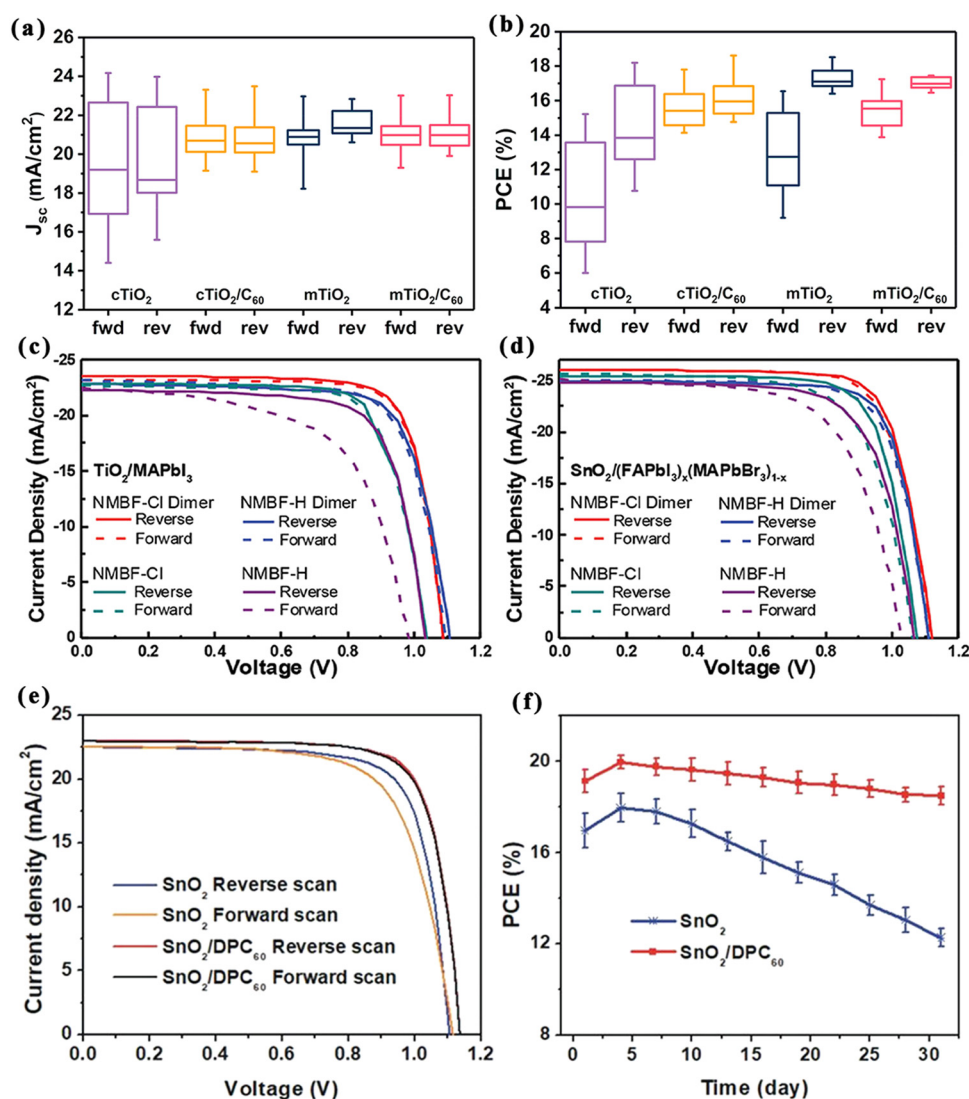 (a)
26
24
22
20
18
16
14
12
J_sc (mA/cm²)
cTiO₂ cTiO₂/C₆₀ mTiO₂ mTiO₂/C₆₀
fwd rev fwd rev fwd rev fwd rev
(b)
20
18
16
14
12
10
8
6
4
PCE (%)
cTiO₂ cTiO₂/C₆₀ mTiO₂ mTiO₂/C₆₀
fwd rev fwd rev fwd rev fwd rev
(c)
-25
-20
-15
-10
-5
0
Current Density (mA/cm²)
TiO₂/MAPbI₃
NMBF-Cl Dimer NMBF-H Dimer
Reverse Reverse
Forward Forward
NMBF-Cl NMBF-H
Reverse Reverse
Forward Forward
0.0 0.2 0.4 0.6 0.8 1.0 1.2
Voltage (V)
(d)
-25
-20
-15
-10
-5
0
Current Density (mA/cm²)
SnO₂/(FAPbI₃)ₓ(MAPbBr₃)₁₋ₓ
NMBF-Cl Dimer NMBF-H Dimer
Reverse Reverse
Forward Forward
NMBF-Cl NMBF-H
Reverse Reverse
Forward Forward
0.0 0.2 0.4 0.6 0.8 1.0 1.2
Voltage (V)
(e)
25
20
15
10
5
0
Current density (mA/cm²)
SnO₂ Reverse scan
SnO₂ Forward scan
SnO₂/DPC₆₀ Reverse scan
SnO₂/DPC₆₀ Forward scan
0.0 0.2 0.4 0.6 0.8 1.0 1.2
Voltage (V)
(f)
20
16
12
8
PCE (%)
SnO₂
SnO₂/DPC₆₀
0 5 10 15 20 25 30
Time (day)